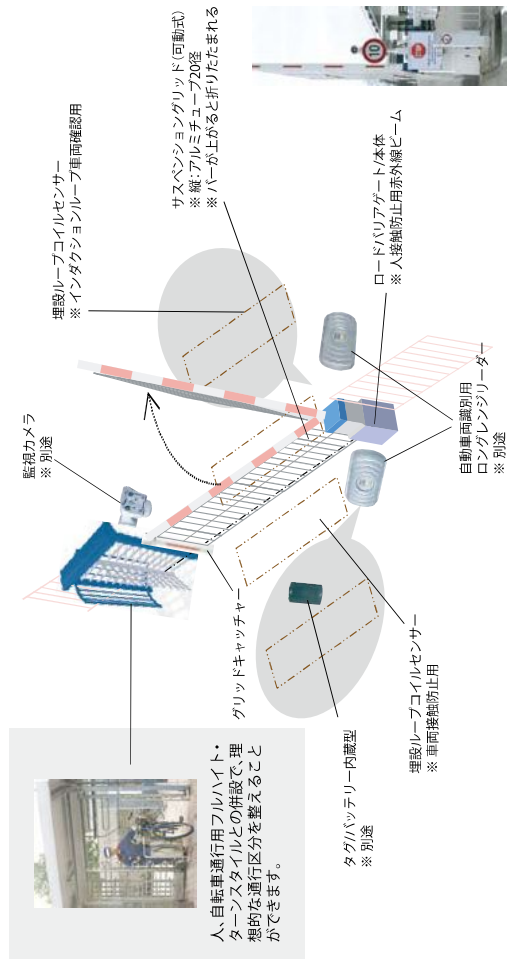 人、自転車通行用フルハイト・
ターンスタイルとの併設で、理
想的な通行区分を整えること
ができます。
監視カメラ
※ 別途
埋設ループコイルセンサー
※ インダクションループ車両確認用
サスペンショングリッド（可動式）
※ 縦：アルミチューブ20径
※ バーが上がると折りたたまれる
グリッドキャッチャー
ロードバリアゲート/本体
※ 人接触防止用赤外線ビーム
自動車両識別用
ロングレンジリーダー
※ 別途
タグ/バッテリー内蔵型
※ 別途
埋設ループコイルセンサー
※ 車両接触防止用
10